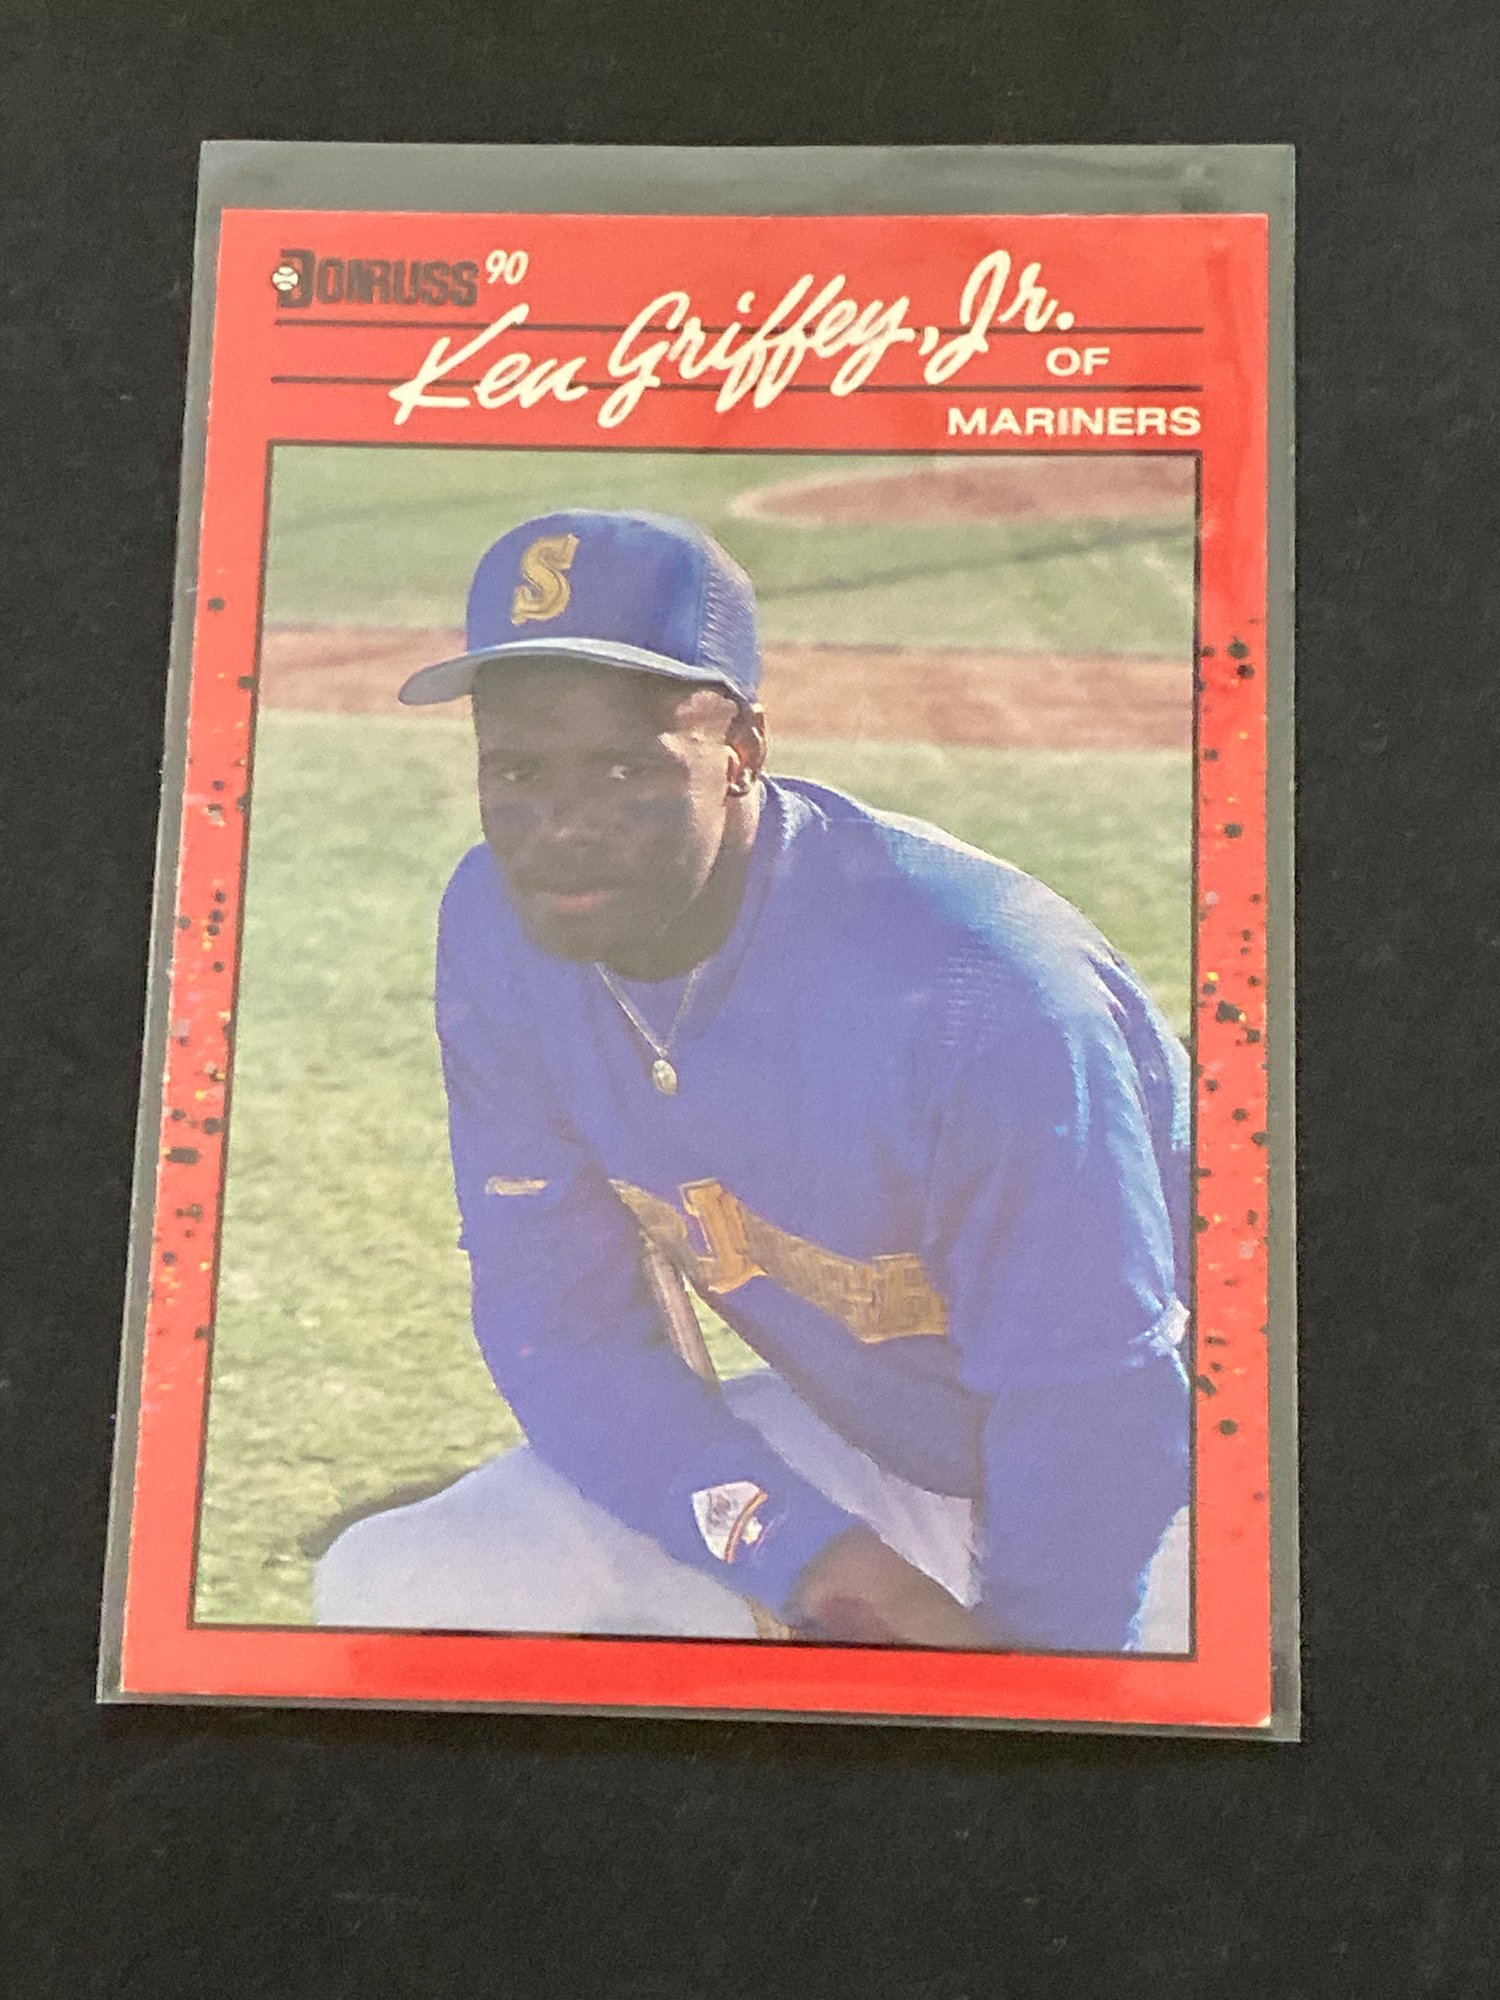 DONRUSS 90
Ken Griffey, Jr.
OF
MARINERS
S